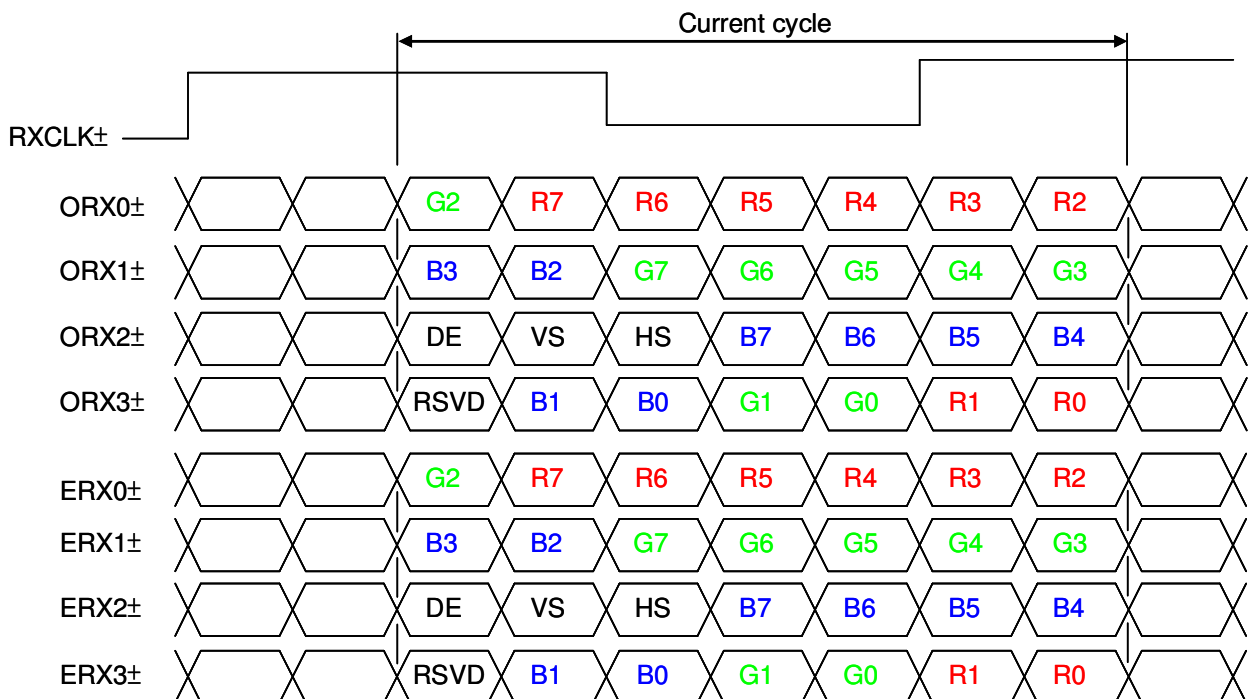 Current cycle
RXCLK±
ORX0± G2 R7 R6 R5 R4 R3 R2
ORX1± B3 B2 G7 G6 G5 G4 G3
ORX2± DE VS HS B7 B6 B5 B4
ORX3± RSVD B1 B0 G1 G0 R1 R0
ERX0± G2 R7 R6 R5 R4 R3 R2
ERX1± B3 B2 G7 G6 G5 G4 G3
ERX2± DE VS HS B7 B6 B5 B4
ERX3± RSVD B1 B0 G1 G0 R1 R0